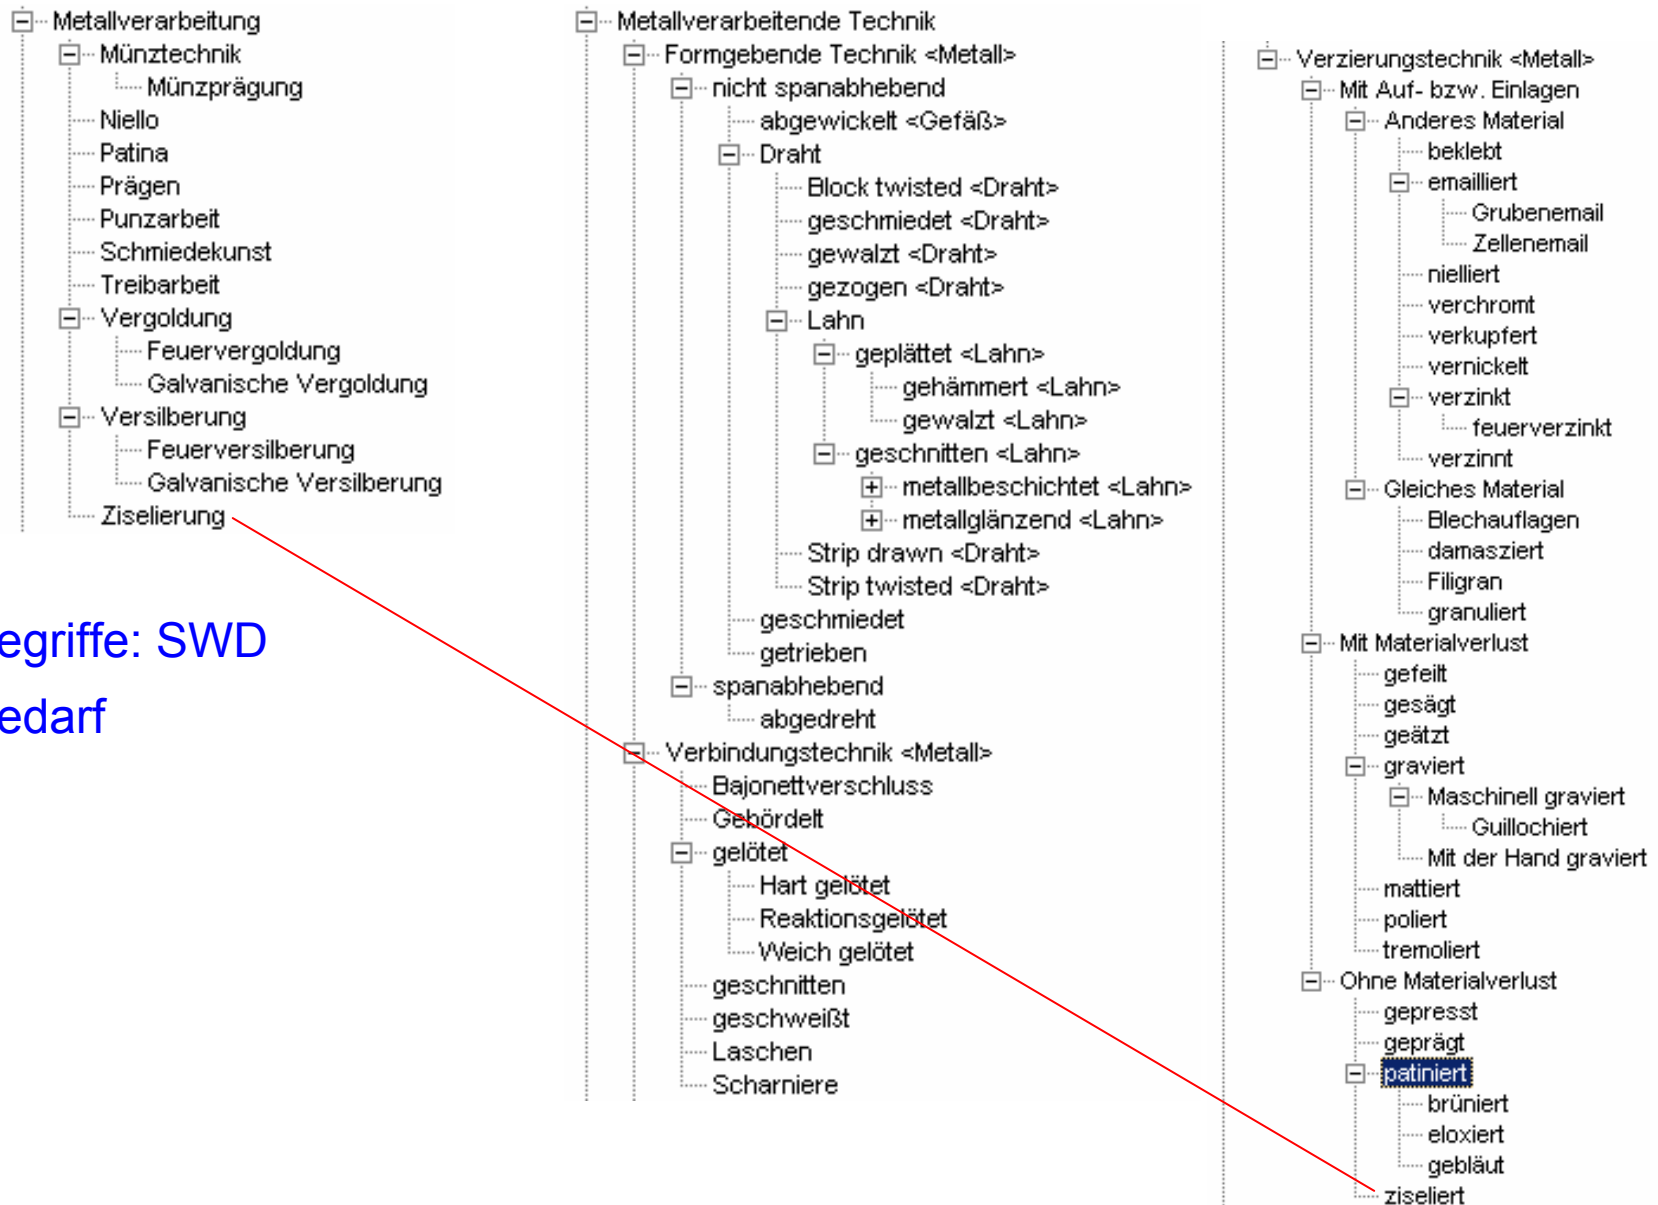 Metallverarbeitung
Münztechnik
Münzprägung
Niello
Patina
Prägen
Punzarbeit
Schmiedekunst
Treibarbeit
Vergoldung
Feuervergoldung
Galvanische Vergoldung
Versilberung
Feuerversilberung
Galvanische Versilberung
Ziselierung
egriffe: SWD
edarf
Metallverarbeitende Technik
Formgebende Technik <Metall>
nicht spanabhebend
abgewickelt <Gefäß>
Draht
Block twisted <Draht>
geschmiedet <Draht>
gewalzt <Draht>
gezogen <Draht>
Lahn
geplättet <Lahn>
gehämmert <Lahn>
gewalzt <Lahn>
geschnitten <Lahn>
metallbeschichtet <Lahn>
metallglänzend <Lahn>
Strip drawn <Draht>
Strip twisted <Draht>
geschmiedet
getrieben
spanabhebend
abgedreht
Verbindungstechnik <Metall>
Bajonettverschluss
Gebördelt
gelötet
Hart gelötet
Reaktionsgelötet
Weich gelötet
geschnitten
geschweißt
Laschen
Scharniere
Verzierungstechnik <Metall>
Mit Auf- bzw. Einlagen
Anderes Material
beklebt
emailliert
Grubenemail
Zellenemail
nielliert
verchromt
verkupfert
vernickelt
verzinkt
feuerverzinkt
verzinnt
Gleiches Material
Blechauflagen
damasziert
Filigran
granuliert
Mit Materialverlust
gefeilt
gesägt
geätzt
graviert
Maschinell graviert
Guillochiert
Mit der Hand graviert
mattiert
poliert
tremoliert
Ohne Materialverlust
gepresst
geprägt
patiniert
brüniert
eloxiert
gebläut
ziseliert